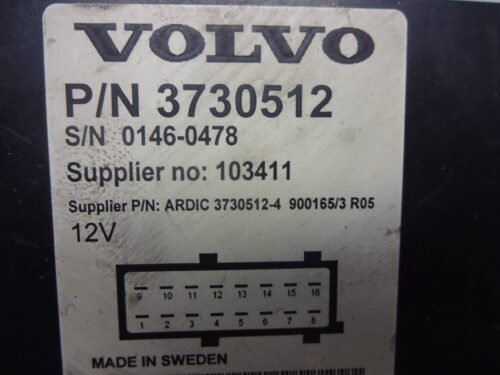 VOLVO
P/N 3730512
S/N 0146-0478
Supplier no: 103411
Supplier P/N: ARDIC 3730512-4 900165/3 R05
12V
9 10 11 12 13 14 15 16
1 2 3 4 5 6 7 8
MADE IN SWEDEN